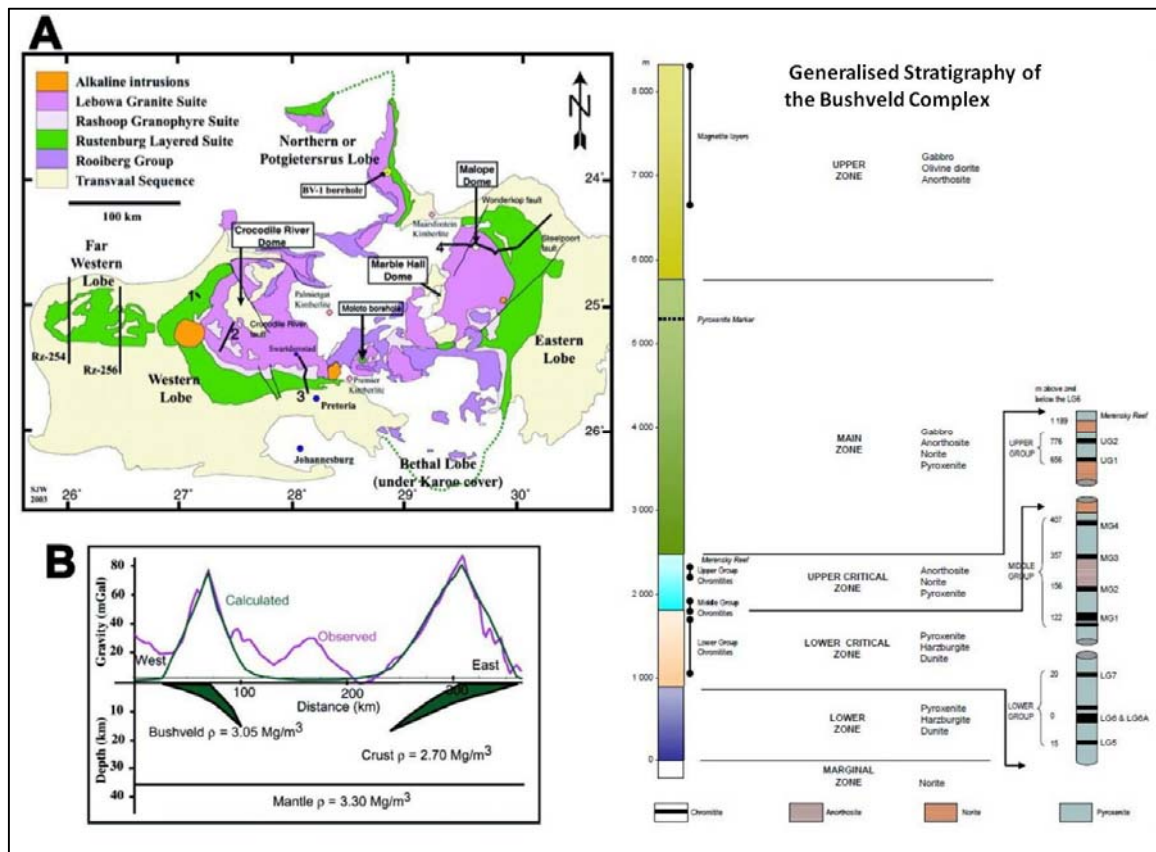 A
Alkaline intrusions
Lebowa Granite Suite
Rashoop Granophyre Suite
Rustenburg Layered Suite
Rooiberg Group
Transvaal Sequence
100 km
N
Northern or
Potgietersrus Lobe
BV-1 borehole
Malope
Dome
Wonderkop fault
Steelpoort
fault
24°
Kimberlite
4
Crocodile River
Dome
Far
Western
Lobe
Marble Hall
Dome
1
2
Palmietgat
Kimberlite
Moloto borehole
25°
Crocodile River
fault
Rz-254
Rz-256
Western
Lobe
3
Premier
Kimberlite
Eastern
Lobe
Pretoria
Johannesburg
26°
Bethal Lobe
(under Karoo cover)
SJW
2003
26°
27°
28°
29°
30°
B
Gravity (mGal)
80
60
40
20
Calculated
Observed
West
East
0
100
200
300
Distance (km)
Depth (km)
0
10
20
30
40
Bushveld ρ = 3.05 Mg/m³
Crust ρ = 2.70 Mg/m³
Mantle ρ = 3.30 Mg/m³
Generalised Stratigraphy of
the Bushveld Complex
m
8 000
7 000
6 000
5 000
4 000
3 000
2 000
1 000
0
Magnetite layers
UPPER
ZONE
Gabbro
Olivine diorite
Anorthosite
Pyroxenite Marker
MAIN
ZONE
Gabbro
Anorthosite
Norite
Pyroxenite
Merensky Reef
Upper Group
Chromitites
UPPER CRITICAL
ZONE
Anorthosite
Norite
Pyroxenite
Middle Group
Chromitites
Lower Group
Chromitites
LOWER CRITICAL
ZONE
Pyroxenite
Harzburgite
Dunite
LOWER
ZONE
Pyroxenite
Harzburgite
Dunite
MARGINAL
ZONE
Norite
m above and
below the LG6
1 189
Merensky Reef
UPPER
GROUP
776
UG2
656
UG1
MIDDLE
GROUP
407
MG4
357
MG3
156
MG2
122
MG1
LOWER
GROUP
20
LG7
0
LG6 & LG6A
15
LG5
Chromitite
Anorthosite
Norite
Pyroxenite